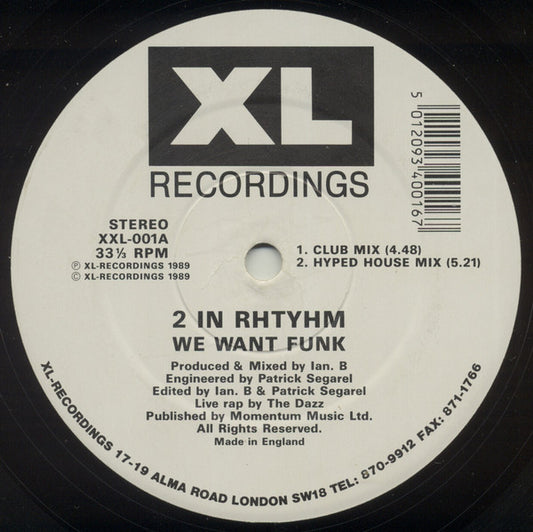 XL
RECORDINGS
5 012093 400167
STEREO
XXL-001A
33⅓ RPM
℗ XL-RECORDINGS 1989
© XL-RECORDINGS 1989
1. CLUB MIX (4.48)
2. HYPED HOUSE MIX (5.21)
2 IN RHTYHM
WE WANT FUNK
Produced & Mixed by Ian. B
Engineered by Patrick Segarel
Edited by Ian. B & Patrick Segarel
Live rap by The Dazz
Published by Momentum Music Ltd.
All Rights Reserved.
Made in England
XL-RECORDINGS 17-19 ALMA ROAD LONDON SW18 TEL: 870-9912 FAX: 871-1766